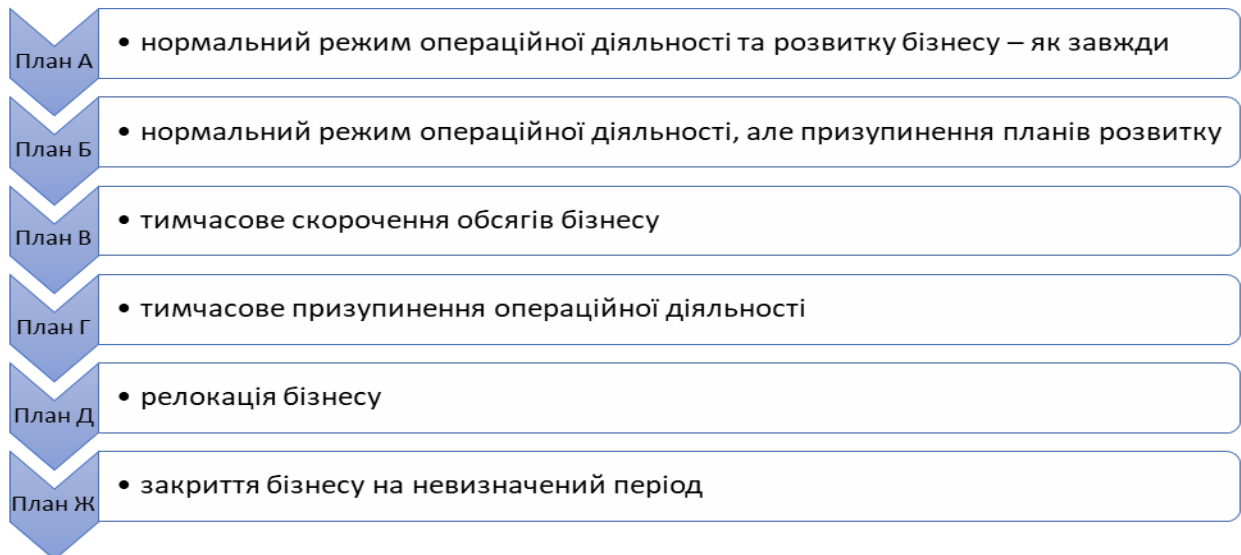 План А
• нормальний режим операційної діяльності та розвитку бізнесу – як завжди
План Б
• нормальний режим операційної діяльності, але призупинення планів розвитку
План В
• тимчасове скорочення обсягів бізнесу
План Г
• тимчасове призупинення операційної діяльності
План Д
• релокація бізнесу
План Ж
• закриття бізнесу на невизначений період